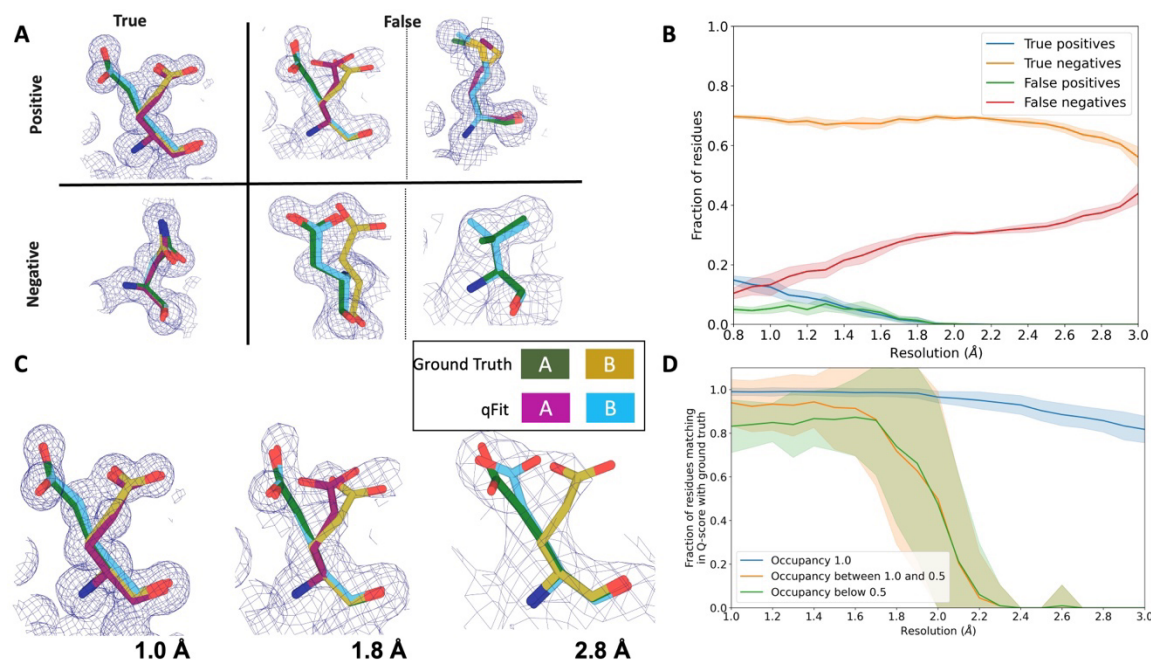 A
True
False
Positive
Negative
B
Fraction of residues
1.0
0.8
0.6
0.4
0.2
0.0
True positives
True negatives
False positives
False negatives
0.8 1.0 1.2 1.4 1.6 1.8 2.0 2.2 2.4 2.6 2.8 3.0
Resolution (Å)
C
Ground Truth A B
qFit A B
1.0 Å 1.8 Å 2.8 Å
D
Fraction of residues matching
in Q-score with ground truth
1.0
0.8
0.6
0.4
0.2
0.0
Occupancy 1.0
Occupancy between 1.0 and 0.5
Occupancy below 0.5
1.0 1.2 1.4 1.6 1.8 2.0 2.2 2.4 2.6 2.8 3.0
Resolution (Å)